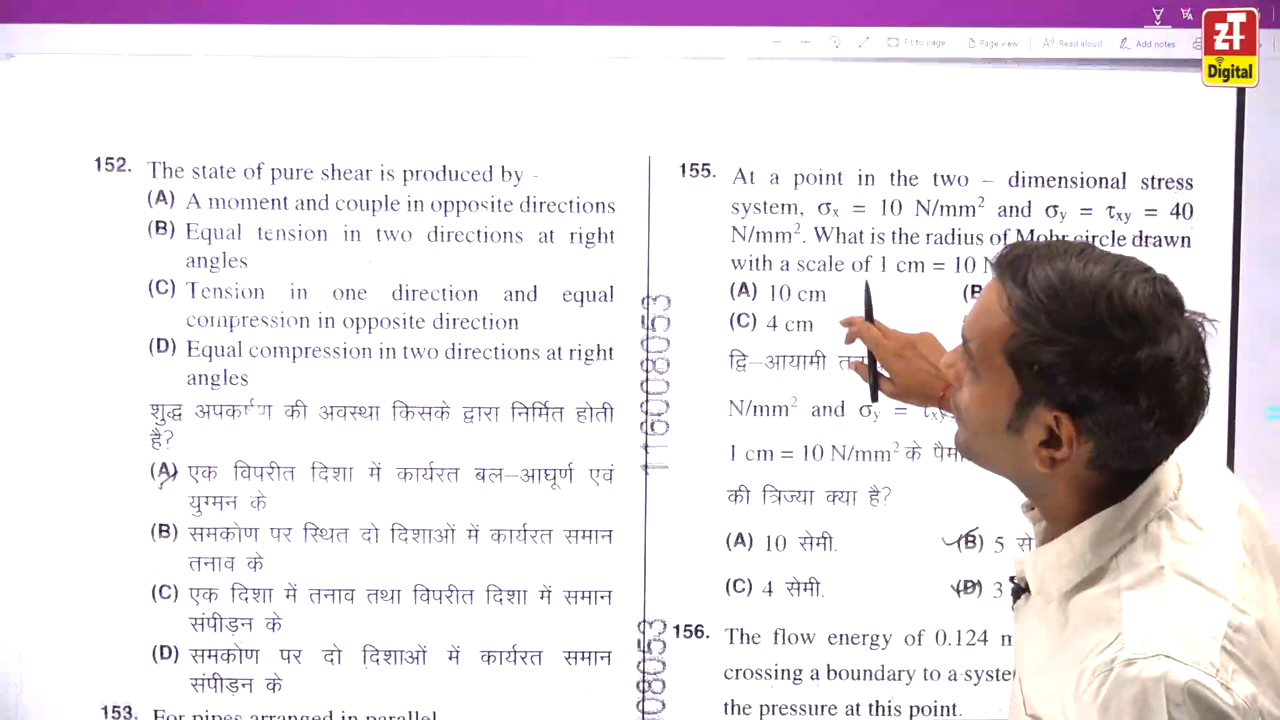 Fit to page
Page view
Read aloud
Add notes
ZT
Digital
152. The state of pure shear is produced by -
(A) A moment and couple in opposite directions
(B) Equal tension in two directions at right
angles
(C) Tension in one direction and equal
compression in opposite direction
(D) Equal compression in two directions at right
angles
शुद्ध अपकर्षण की अवस्था किसके द्वारा निर्मित होती
है?
(A) एक विपरीत दिशा में कार्यरत बल–आघूर्ण एवं
युग्मन के
(B) समकोण पर स्थित दो दिशाओं में कार्यरत समान
तनाव के
(C) एक दिशा में तनाव तथा विपरीत दिशा में समान
संपीड़न के
(D) समकोण पर दो दिशाओं में कार्यरत समान
संपीड़न के
153. For pipes arranged in parallel
116008053
08053
155. At a point in the two – dimensional stress
system, σx = 10 N/mm² and σy = τxy = 40
N/mm². What is the radius of Mohr circle drawn
with a scale of 1 cm = 10 N
(A) 10 cm (B
(C) 4 cm
द्वि–आयामी
N/mm² and σy = τxy
1 cm = 10 N/mm² के
की त्रिज्या क्या है?
(A) 10 सेमी. (B) 5 से
(C) 4 सेमी. (D) 3
156. The flow energy of 0.124 m
crossing a boundary to a syste
the pressure at this point.